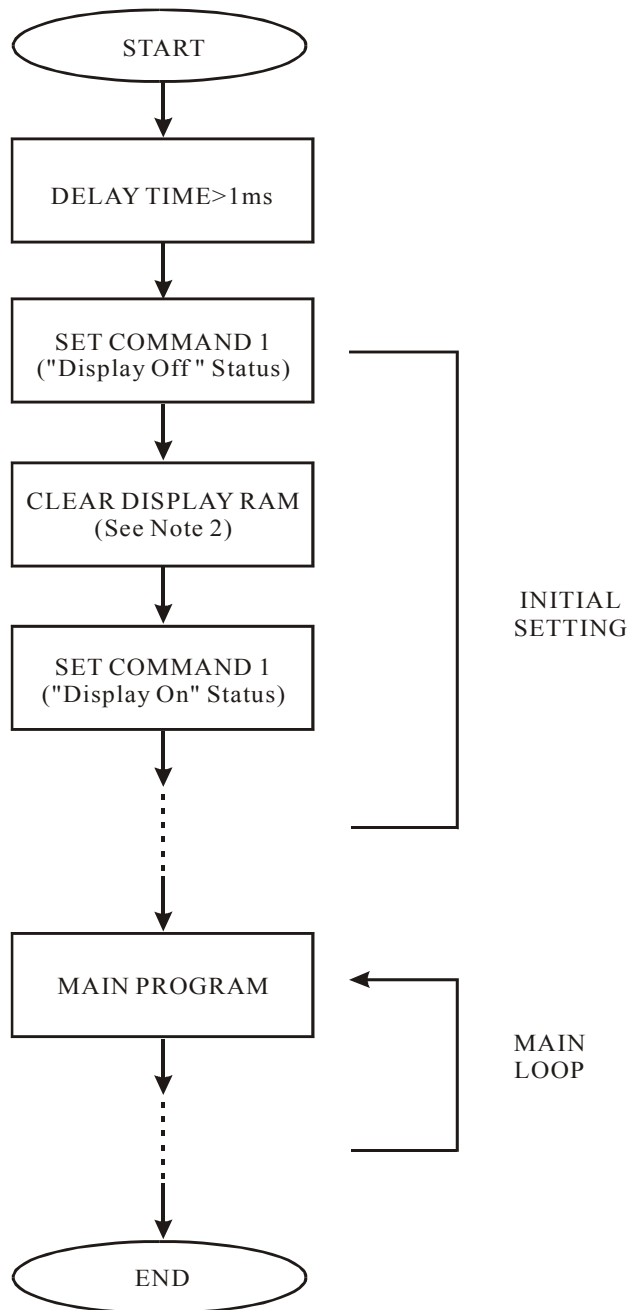 START
DELAY TIME>1ms
SET COMMAND 1
("Display Off " Status)
CLEAR DISPLAY RAM
(See Note 2)
SET COMMAND 1
("Display On" Status)
INITIAL
SETTING
MAIN PROGRAM
MAIN
LOOP
END